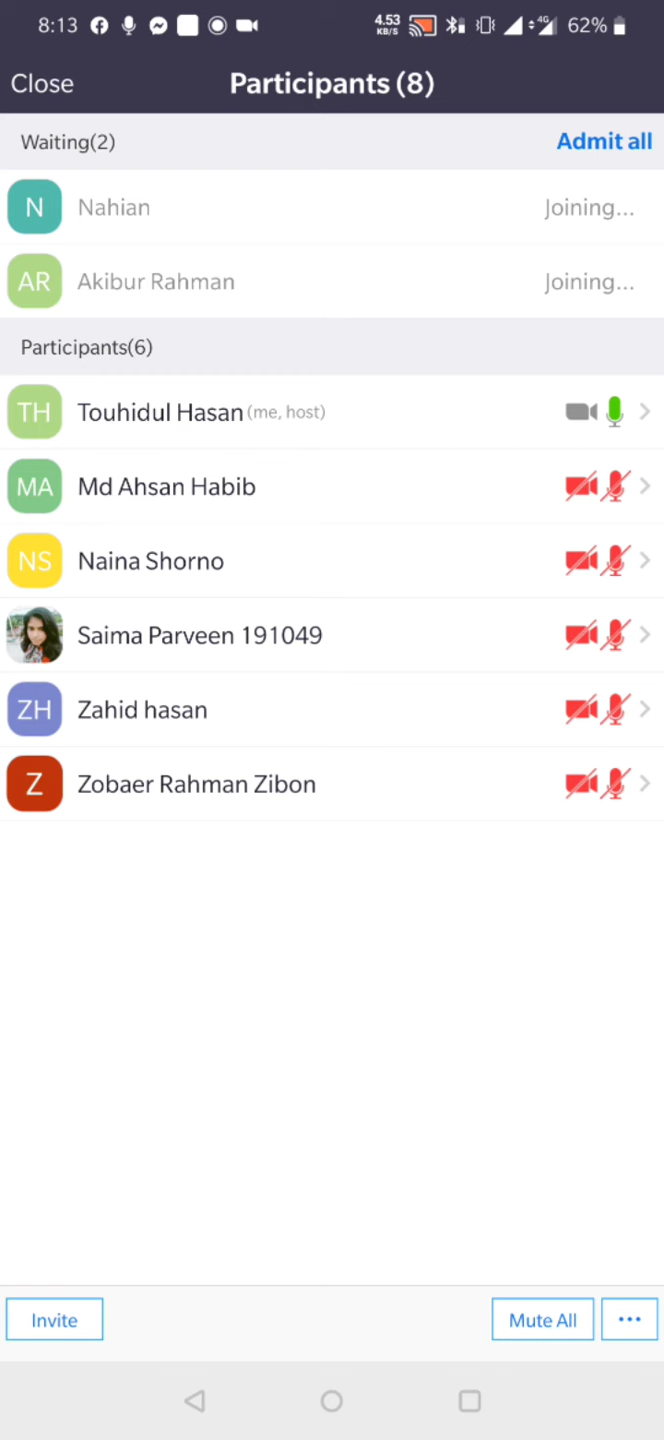 8:13 4.53 KB/S 4G 62%
Close Participants (8)
Waiting(2) Admit all
N Nahian Joining...
AR Akibur Rahman Joining...
Participants(6)
TH Touhidul Hasan (me, host)
MA Md Ahsan Habib
NS Naina Shorno
Saima Parveen 191049
ZH Zahid hasan
Z Zobaer Rahman Zibon
Invite Mute All ...